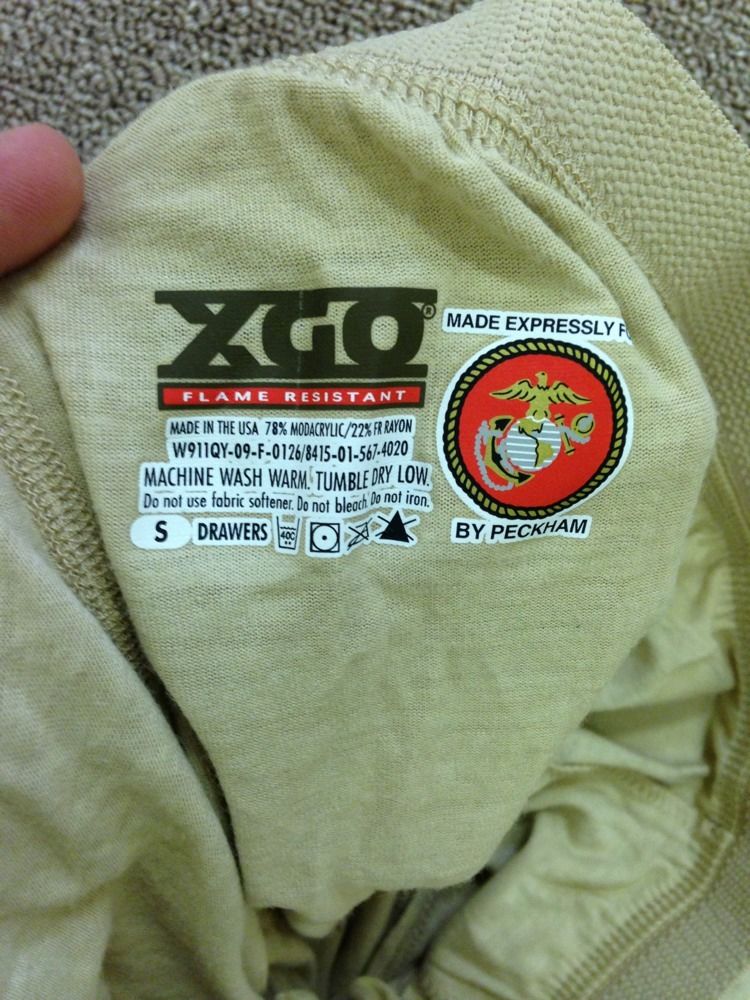 XGO®
FLAME RESISTANT
MADE IN THE USA 78% MODACRYLIC/22% FR RAYON
W911QY-09-F-0126/8415-01-567-4020
MACHINE WASH WARM. TUMBLE DRY LOW.
Do not use fabric softener. Do not bleach. Do not iron.
S DRAWERS 40C
MADE EXPRESSLY
BY PECKHAM